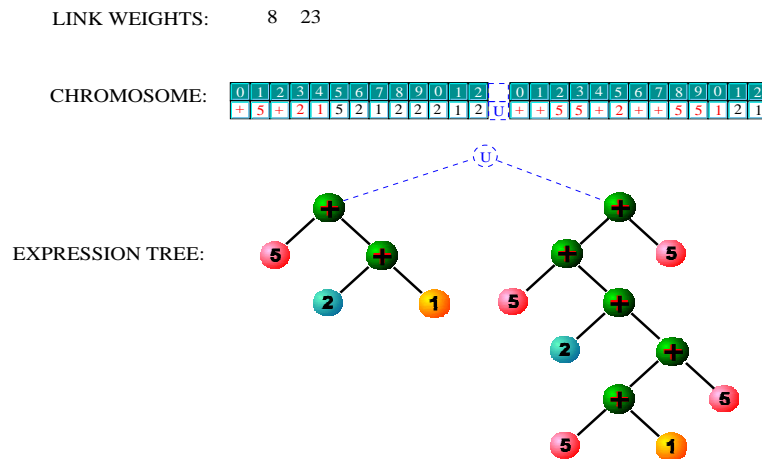 LINK WEIGHTS: 8 23
CHROMOSOME:
0 1 2 3 4 5 6 7 8 9 0 1 2 0 1 2 3 4 5 6 7 8 9 0 1 2
+ 5 + 2 1 5 2 1 2 2 2 1 2 U + + 5 5 + 2 + + 5 5 1 2 1
U
+ +
EXPRESSION TREE: 5 + + 5
2 1 5 +
2 +
+ 5
5 1